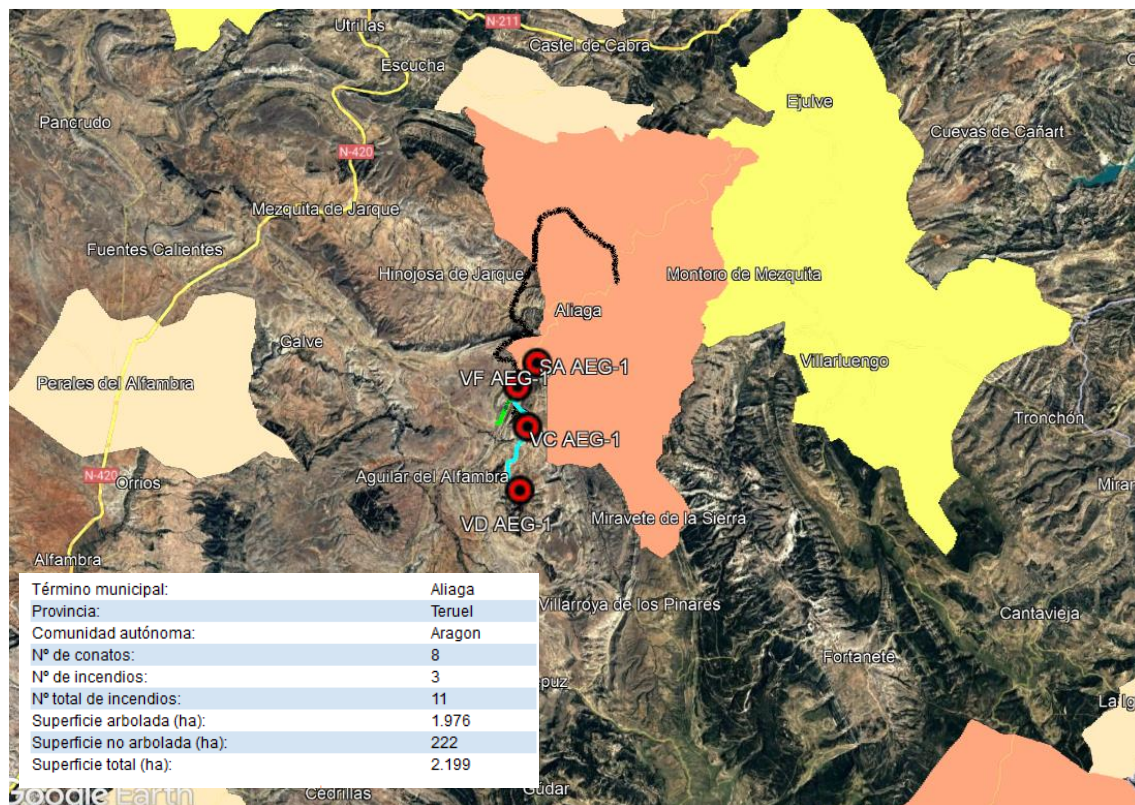 N-211
Utrillas
Castel de Cabra
Escucha
Ejulve
Pancrudo
Cuevas de Cañart
N-420
Mezquita de Jarque
Fuentes Calientes
Hinojosa de Jarque
Montoro de Mezquita
Aliaga
Galve
Villarluengo
SA AEG-1
VF AEG-1
Perales del Alfambra
Tronchón
VC AEG-1
N-420
Orrios
Aguilar del Alfambra
VD AEG-1
Miravete de la Sierra
Alfambra
Término municipal: Aliaga
Provincia: Teruel
Comunidad autónoma: Aragon
Nº de conatos: 8
Nº de incendios: 3
Nº total de incendios: 11
Superficie arbolada (ha): 1.976
Superficie no arbolada (ha): 222
Superficie total (ha): 2.199
Villarroya de los Pinares
Cantavieja
Fortanete
La Ig
Google Earth
Cedrillas
Gúdar